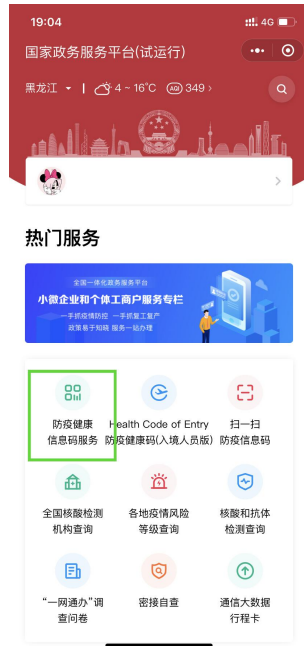 19:04 4G
国家政务服务平台(试运行)
黑龙江 4 ~ 16°C AQI 349 >
热门服务
全国一体化政务服务平台
小微企业和个体工商户服务专栏
一手抓疫情防控 一手抓复工复产
政策易于知晓 服务一站办理
防疫健康 Health Code of Entry 扫一扫
信息码服务 防疫健康码(入境人员版) 防疫信息码
全国核酸检测 各地疫情风险 核酸和抗体
机构查询 等级查询 检测查询
“一网通办”调 密接自查 通信大数据
查问卷 行程卡